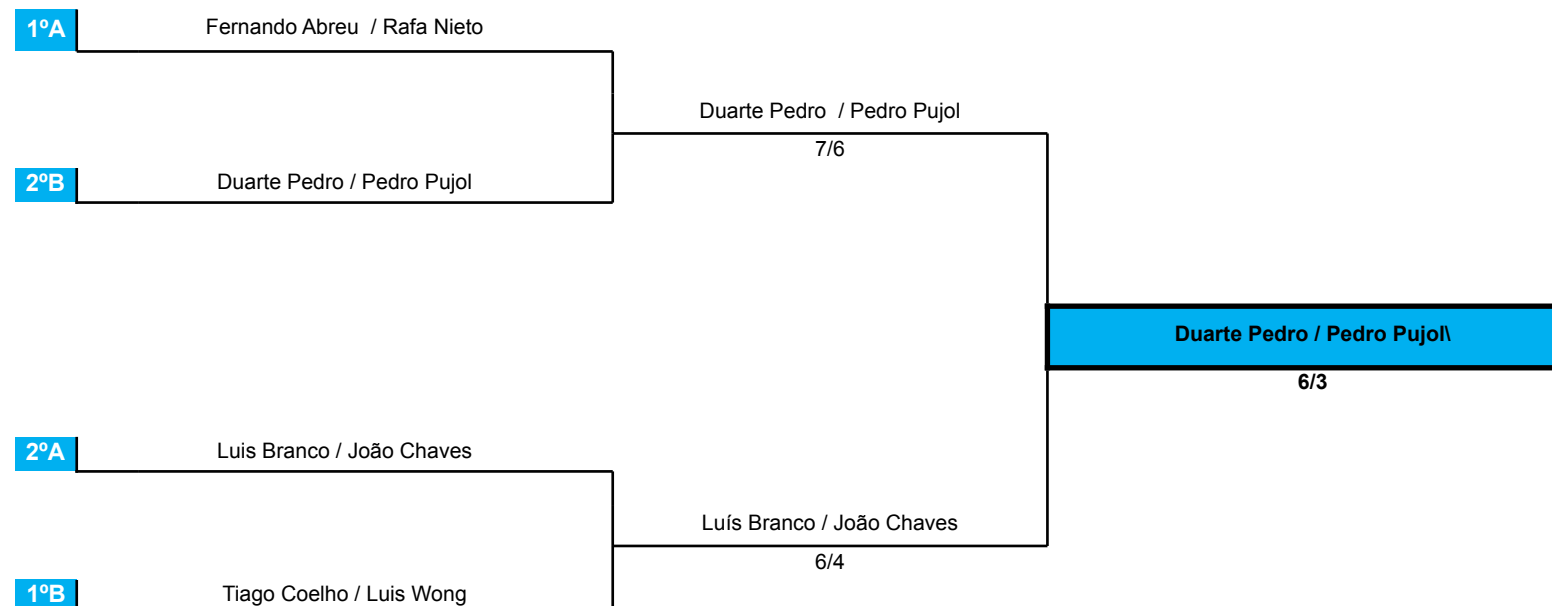 1ºA Fernando Abreu / Rafa Nieto
Duarte Pedro / Pedro Pujol
7/6
2ºB Duarte Pedro / Pedro Pujol
Duarte Pedro / Pedro Pujol\
6/3
2ºA Luis Branco / João Chaves
Luís Branco / João Chaves
6/4
1ºB Tiago Coelho / Luis Wong